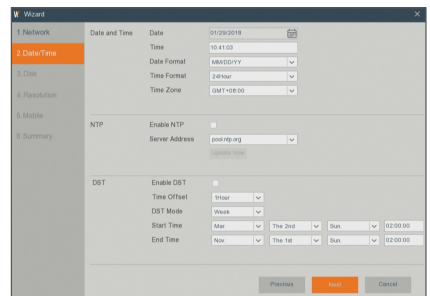 W Wizard
1.Network
2.Date/Time
3.Disk
4.Resolution
5.Mobile
6.Summary
Date and Time
Date 01/29/2019
Time 10:41:03
Date Format MM/DD/YY
Time Format 24Hour
Time Zone GMT+08:00
NTP
Enable NTP
Server Address pool.ntp.org
Update Now
DST
Enable DST
Time Offset 1Hour
DST Mode Week
Start Time Mar. The 2nd Sun. 02:00:00
End Time Nov. The 1st Sun. 02:00:00
Previous Next Cancel